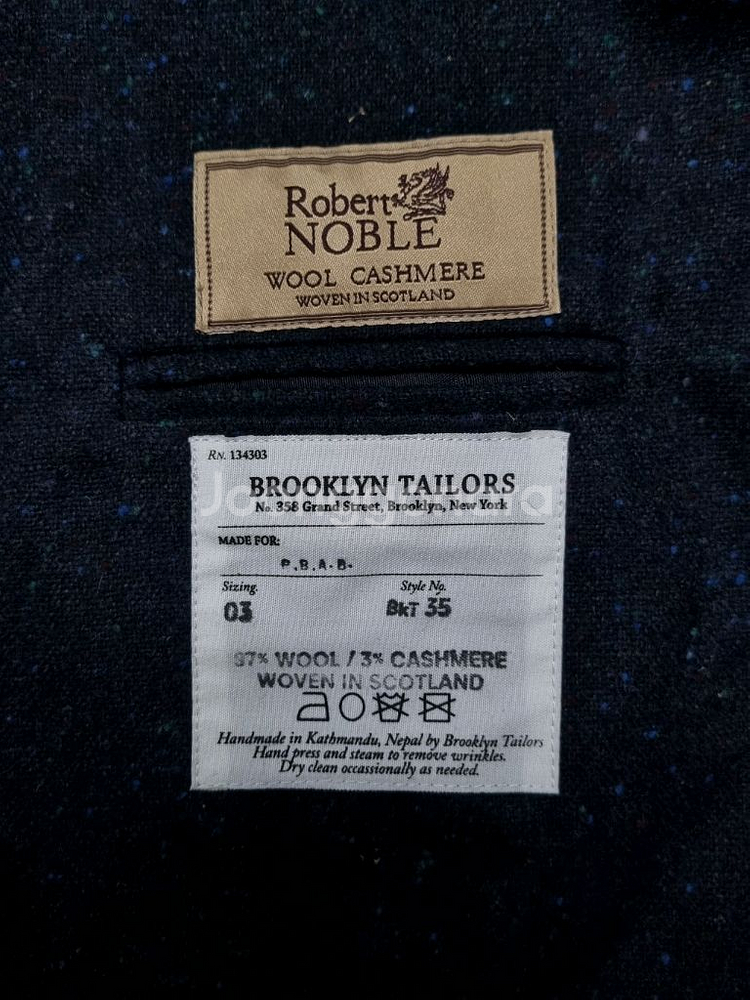 Robert
NOBLE
WOOL CASHMERE
WOVEN IN SCOTLAND
RN. 134303
BROOKLYN TAILORS
No. 358 Grand Street, Brooklyn, New York
MADE FOR:
P.B.A.B.
Sizing.
Style No.
03
BKT 35
97% WOOL / 3% CASHMERE
WOVEN IN SCOTLAND
Handmade in Kathmandu, Nepal by Brooklyn Tailors
Hand press and steam to remove wrinkles.
Dry clean occassionally as needed.